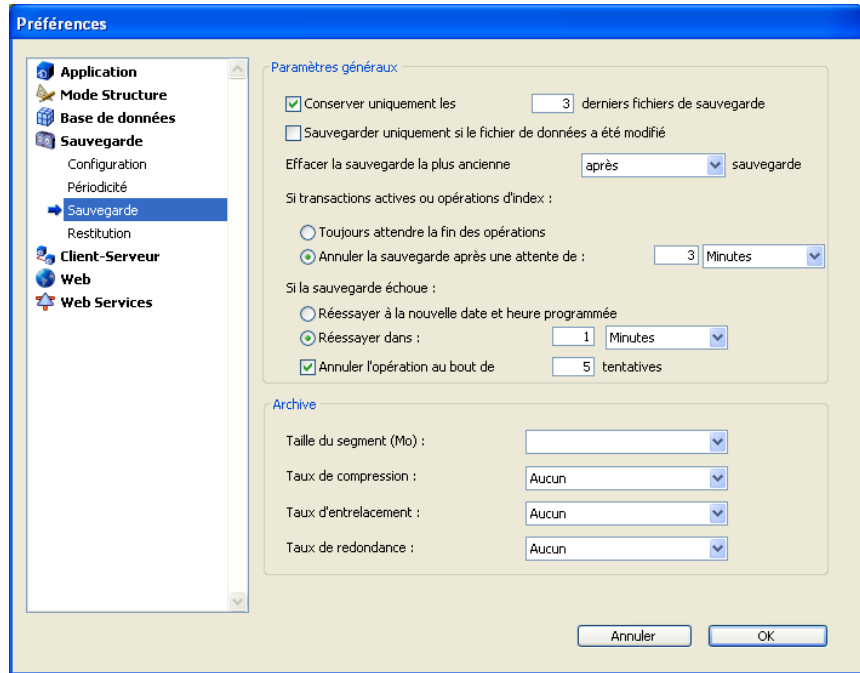 Préférences
Application
Mode Structure
Base de données
Sauvegarde
Configuration
Périodicité
Sauvegarde
Restitution
Client-Serveur
Web
Web Services
Paramètres généraux
Conserver uniquement les 3 derniers fichiers de sauvegarde
Sauvegarder uniquement si le fichier de données a été modifié
Effacer la sauvegarde la plus ancienne après sauvegarde
Si transactions actives ou opérations d'index :
Toujours attendre la fin des opérations
Annuler la sauvegarde après une attente de : 3 Minutes
Si la sauvegarde échoue :
Réessayer à la nouvelle date et heure programmée
Réessayer dans : 1 Minutes
Annuler l'opération au bout de 5 tentatives
Archive
Taille du segment (Mo) :
Taux de compression : Aucun
Taux d'entrelacement : Aucun
Taux de redondance : Aucun
Annuler OK